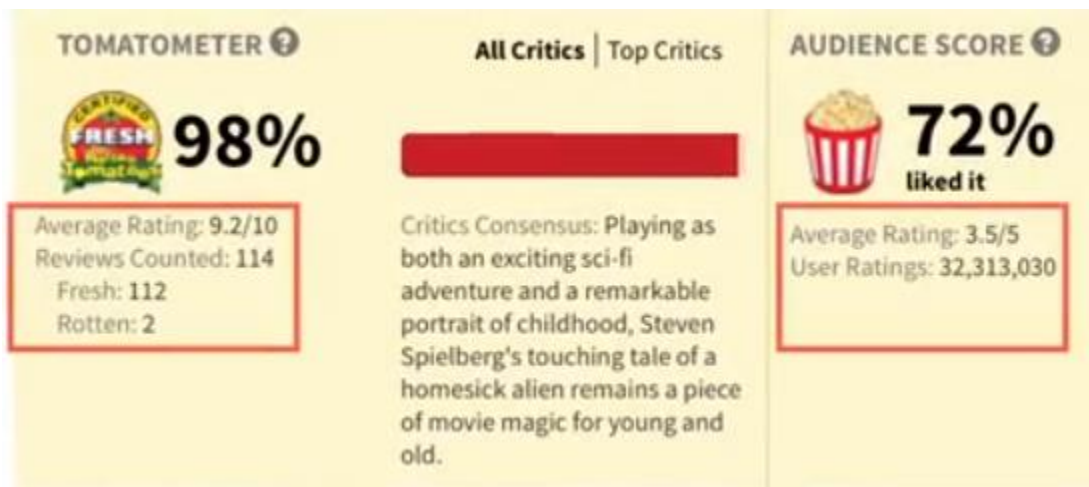 TOMATOMETER ?
CERTIFIED
FRESH
Rotten
Tomatoes
98%
Average Rating: 9.2/10
Reviews Counted: 114
Fresh: 112
Rotten: 2
All Critics | Top Critics
Critics Consensus: Playing as
both an exciting sci-fi
adventure and a remarkable
portrait of childhood, Steven
Spielberg's touching tale of a
homesick alien remains a piece
of movie magic for young and
old.
AUDIENCE SCORE ?
72%
liked it
Average Rating: 3.5/5
User Ratings: 32,313,030